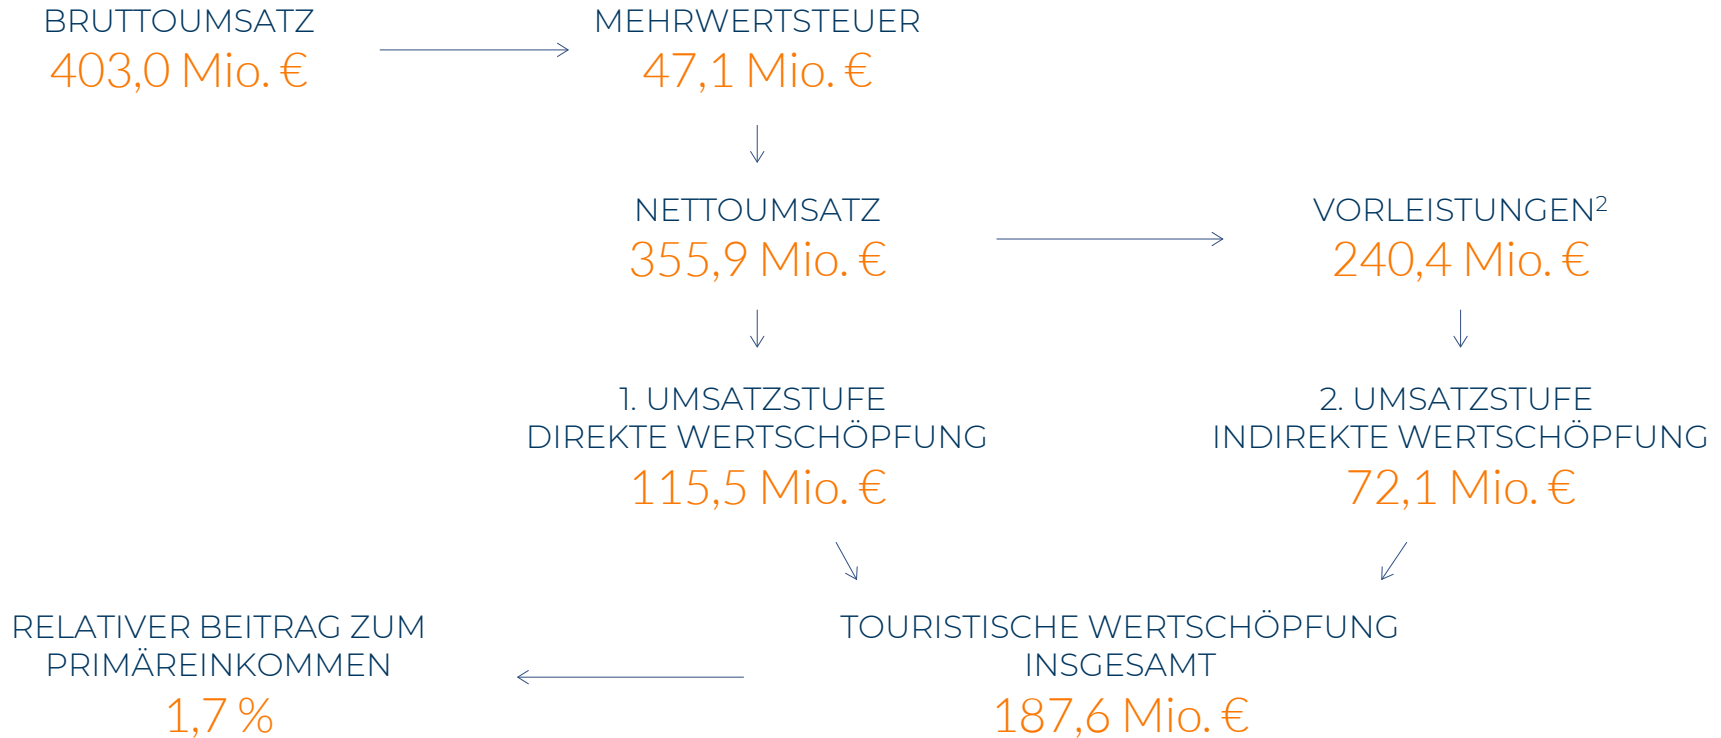 BRUTTOUMSATZ
403,0 Mio. €
MEHRWERTSTEUER
47,1 Mio. €
NETTOUMSATZ
355,9 Mio. €
VORLEISTUNGEN²
240,4 Mio. €
1. UMSATZSTUFE
DIREKTE WERTSCHÖPFUNG
115,5 Mio. €
2. UMSATZSTUFE
INDIREKTE WERTSCHÖPFUNG
72,1 Mio. €
RELATIVER BEITRAG ZUM
PRIMÄREINKOMMEN
1,7 %
TOURISTISCHE WERTSCHÖPFUNG
INSGESAMT
187,6 Mio. €